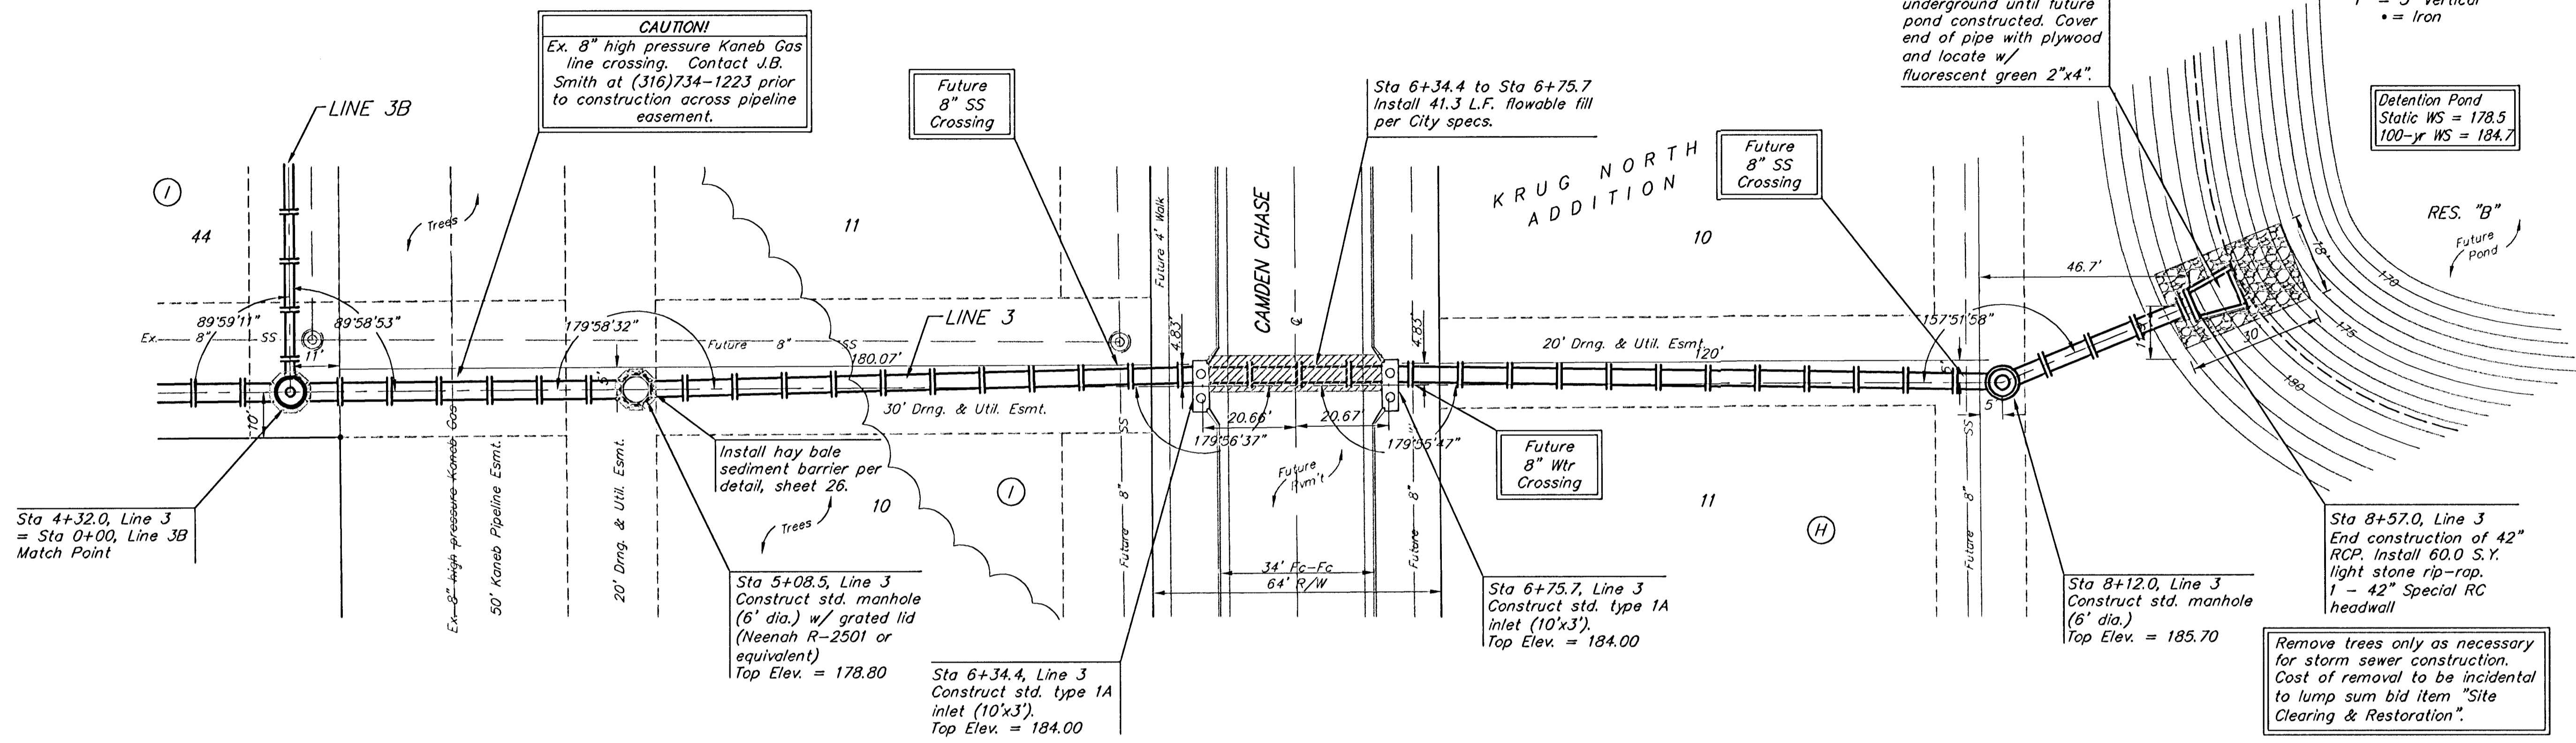 CAUTION!
Ex. 8" high pressure Kaneb Gas
line crossing. Contact J.B.
Smith at (316)734-1223 prior
to construction across pipeline
easement.
LINE 3B
Future
8" SS
Crossing
Sta 6+34.4 to Sta 6+75.7
Install 41.3 L.F. flowable fill
per City specs.
KRUG NORTH
ADDITION
Future
8" SS
Crossing
underground until future
pond constructed. Cover
end of pipe with plywood
and locate w/
fluorescent green 2"x4".
• = Iron
Detention Pond
Static WS = 178.5
100-yr WS = 184.7
RES. "B"
Future
Pond
1
44
Trees
11
Future 4' Walk
CAMDEN CHASE
10
46.7'
18'
30'
170
175
180
89°59'11"
89°58'53"
179°58'32"
LINE 3
Ex. 8" SS
Future 8" SS
11'
180.07'
4.83'
4.83'
20' Drng. & Util. Esmt.
120'
157°51'58"
5'
5'
5'
10'
30' Drng. & Util. Esmt.
20.66'
20.67'
179°56'37"
179°55'47"
Future
Pvm't
Future
8" Wtr
Crossing
Install hay bale
sediment barrier per
detail, sheet 26.
10
1
Trees
11
H
Ex. 8" high pressure Kaneb Gas
50' Kaneb Pipeline Esmt.
20' Drng. & Util. Esmt.
Future 8" SS
Future 8"
Future 8" SS
34' Fc-Fc
64' R/W
Sta 4+32.0, Line 3
= Sta 0+00, Line 3B
Match Point
Sta 5+08.5, Line 3
Construct std. manhole
(6' dia.) w/ grated lid
(Neenah R-2501 or
equivalent)
Top Elev. = 178.80
Sta 6+34.4, Line 3
Construct std. type 1A
inlet (10'x3').
Top Elev. = 184.00
Sta 6+75.7, Line 3
Construct std. type 1A
inlet (10'x3').
Top Elev. = 184.00
Sta 8+12.0, Line 3
Construct std. manhole
(6' dia.)
Top Elev. = 185.70
Sta 8+57.0, Line 3
End construction of 42"
RCP. Install 60.0 S.Y.
light stone rip-rap.
1 - 42" Special RC
headwall
Remove trees only as necessary
for storm sewer construction.
Cost of removal to be incidental
to lump sum bid item "Site
Clearing & Restoration".